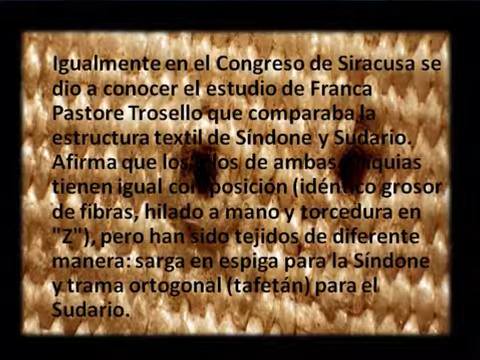 Igualmente en el Congreso de Siracusa se
dio a conocer el estudio de Franca
Pastore Trosello que comparaba la
estructura textil de Síndone y Sudario.
Afirma que los hilos de ambas reliquias
tienen igual composición (idéntico grosor
de fibras, hilado a mano y torcedura en
"Z"), pero han sido tejidos de diferente
manera: sarga en espiga para la Síndone
y trama ortogonal (tafetán) para el
Sudario.